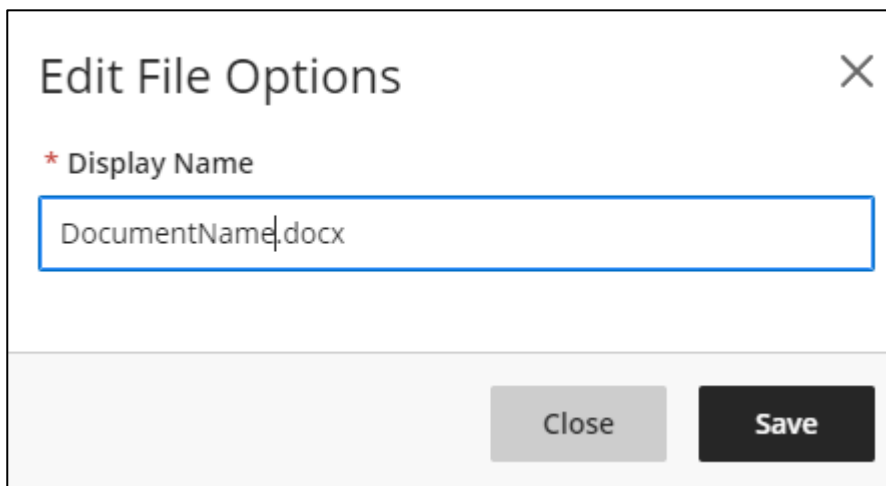 Edit File Options
* Display Name
DocumentName.docx
Close Save